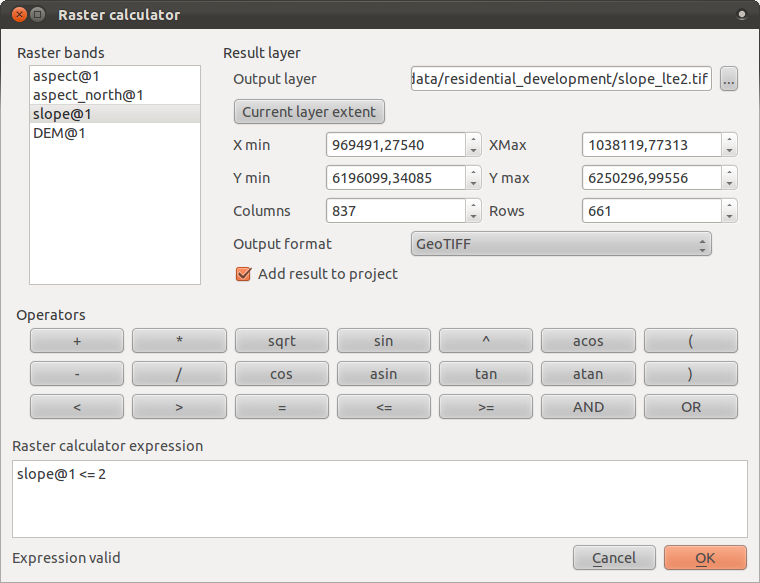 Raster calculator
Raster bands
aspect@1
aspect_north@1
slope@1
DEM@1
Result layer
Output layer
data/residential_development/slope_lte2.tif
...
Current layer extent
X min
969491,27540
XMax
1038119,77313
Y min
6196099,34085
Y max
6250296,99556
Columns
837
Rows
661
Output format
GeoTIFF
Add result to project
Operators
+ * sqrt sin ^ acos (
- / cos asin tan atan )
< > = <= >= AND OR
Raster calculator expression
slope@1 <= 2
Expression valid
Cancel
OK